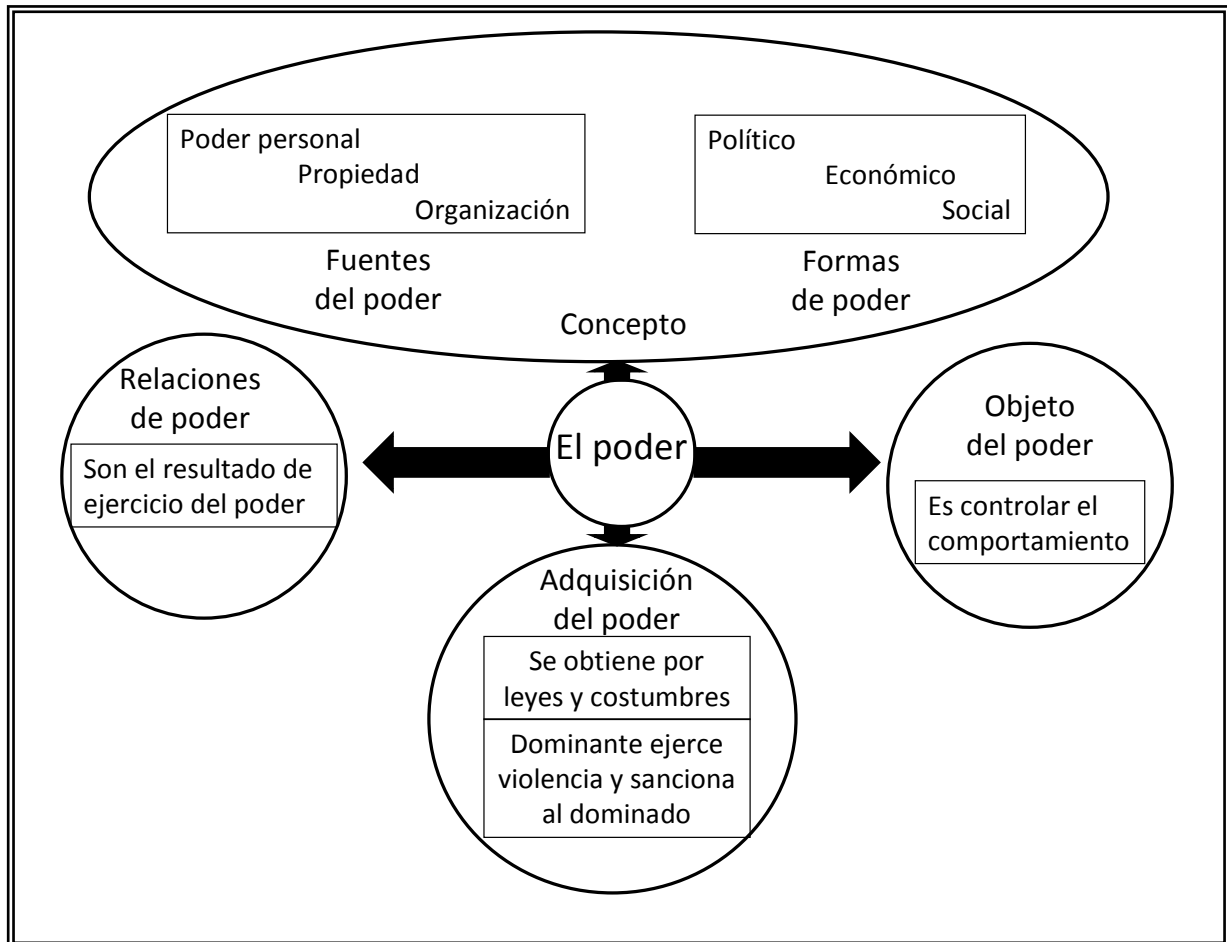 Poder personal
Propiedad
Organización
Fuentes
del poder
Político
Económico
Social
Formas
de poder
Concepto
Relaciones
de poder
Son el resultado de
ejercicio del poder
El poder
Objeto
del poder
Es controlar el
comportamiento
Adquisición
del poder
Se obtiene por
leyes y costumbres
Dominante ejerce
violencia y sanciona
al dominado